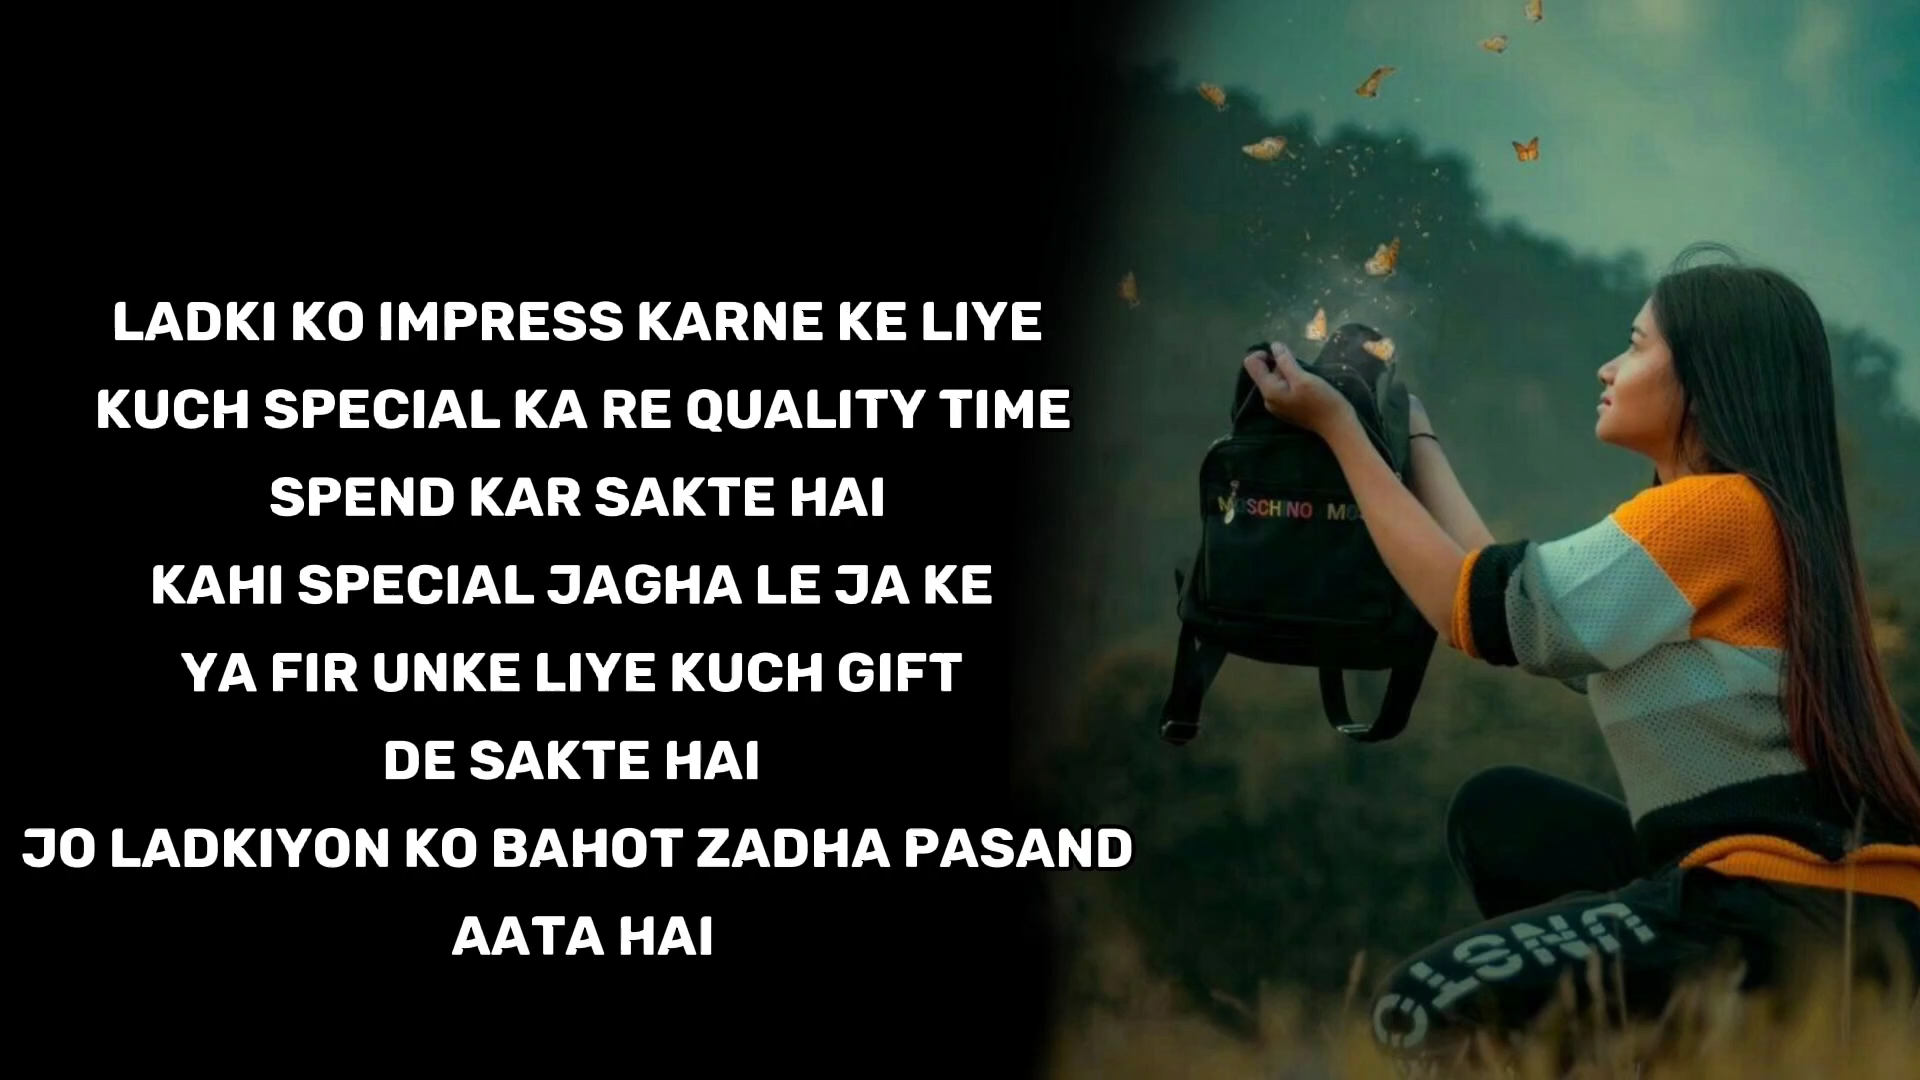 LADKI KO IMPRESS KARNE KE LIYE
KUCH SPECIAL KA RE QUALITY TIME
SPEND KAR SAKTE HAI
KAHI SPECIAL JAGHA LE JA KE
YA FIR UNKE LIYE KUCH GIFT
DE SAKTE HAI
JO LADKIYON KO BAHOT ZADHA PASAND
AATA HAI
MOSCHINO